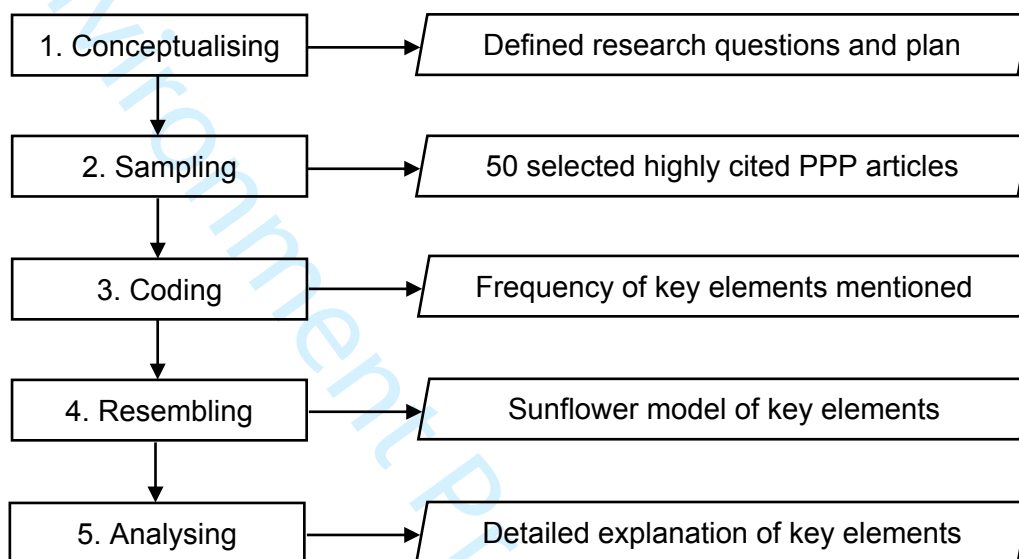 1. Conceptualising
Defined research questions and plan
2. Sampling
50 selected highly cited PPP articles
3. Coding
Frequency of key elements mentioned
4. Resembling
Sunflower model of key elements
5. Analysing
Detailed explanation of key elements